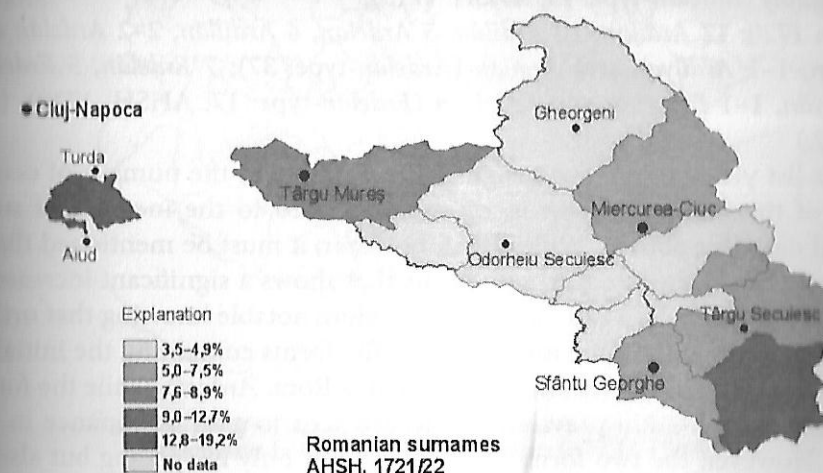 Cluj-Napoca
Turda
Aiud
Gheorgeni
Târgu Mureş
Miercurea-Ciuc
Odorheiu Secuiesc
Târgu Secuiesc
Sfântu Georghe
Explanation
3,5–4,9%
5,0–7,5%
7,6–8,9%
9,0–12,7%
12,8–19,2%
No data
Romanian surnames
AHSH. 1721/22